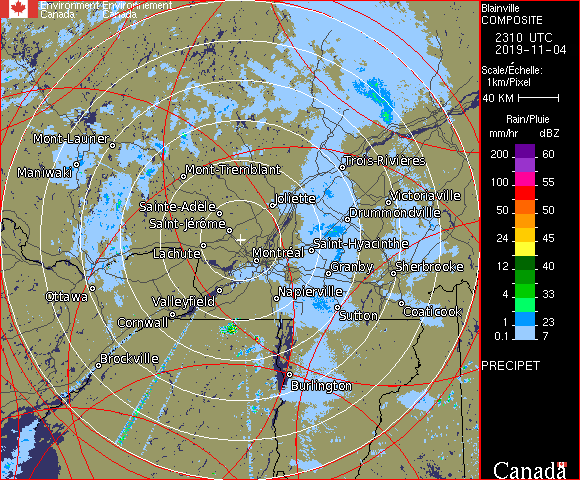 Environment Environnement
Canada Canada
Blainville
COMPOSITE
2310 UTC
2019-11-04
Scale/Échelle:
1km/Pixel
40 KM
Rain/Pluie
mm/hr dBZ
200 60
100 55
50 50
24 45
12 40
4 33
1 23
0.1 7
PRECIPET
Canada
Mont-Laurier
Maniwaki
Mont-Tremblant
Trois-Rivières
Joliette
Victoriaville
Sainte-Adèle
Drummondville
Saint-Jérôme
Saint-Hyacinthe
Lachute
Montréal
Granby
Sherbrooke
Ottawa
Valleyfield
Napierville
Sutton
Coaticook
Cornwall
Brockville
Burlington